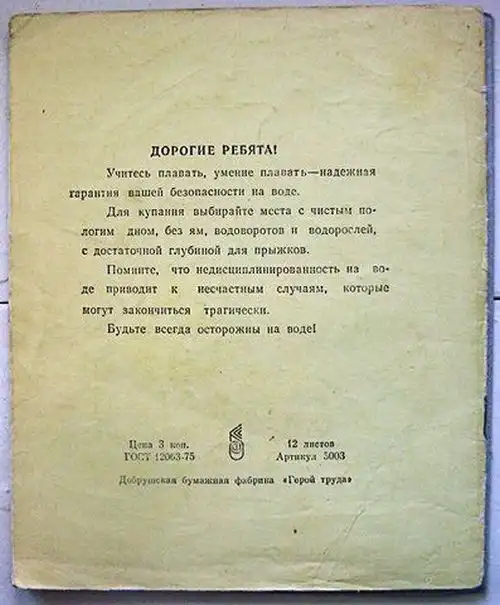 ДОРОГИЕ РЕБЯТА!
Учитесь плавать, умение плавать—надежная
гарантия вашей безопасности на воде.
Для купания выбирайте места с чистым по-
логим дном, без ям, водоворотов и водорослей,
с достаточной глубиной для прыжков.
Помните, что недисциплинированность на во-
де приводит к несчастным случаям, которые
могут закончиться трагически.
Будьте всегда осторожны на воде!
Цена 3 коп.
ГОСТ 12063-75
12 листов
Артикул 5003
Добрушская бумажная фабрика «Герой труда»